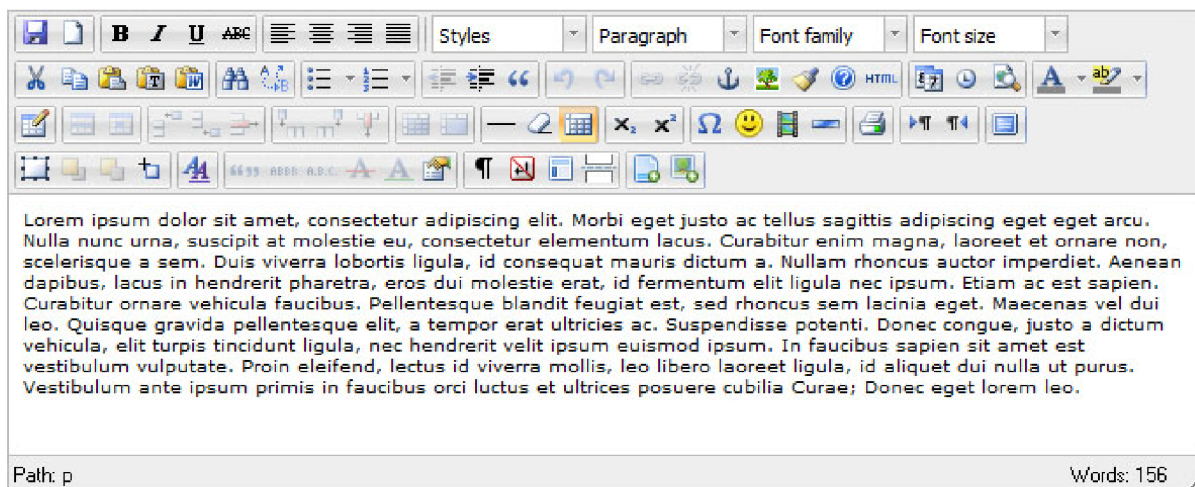 B I U ABC Styles Paragraph Font family Font size
HTML
Lorem ipsum dolor sit amet, consectetur adipiscing elit. Morbi eget justo ac tellus sagittis adipiscing eget eget arcu.
Nulla nunc urna, suscipit at molestie eu, consectetur elementum lacus. Curabitur enim magna, laoreet et ornare non,
scelerisque a sem. Duis viverra lobortis ligula, id consequat mauris dictum a. Nullam rhoncus auctor imperdiet. Aenean
dapibus, lacus in hendrerit pharetra, eros dui molestie erat, id fermentum elit ligula nec ipsum. Etiam ac est sapien.
Curabitur ornare vehicula faucibus. Pellentesque blandit feugiat est, sed rhoncus sem lacinia eget. Maecenas vel dui
leo. Quisque gravida pellentesque elit, a tempor erat ultricies ac. Suspendisse potenti. Donec congue, justo a dictum
vehicula, elit turpis tincidunt ligula, nec hendrerit velit ipsum euismod ipsum. In faucibus sapien sit amet est
vestibulum vulputate. Proin eleifend, lectus id viverra mollis, leo libero laoreet ligula, id aliquet dui nulla ut purus.
Vestibulum ante ipsum primis in faucibus orci luctus et ultrices posuere cubilia Curae; Donec eget lorem leo.
Path: p Words: 156